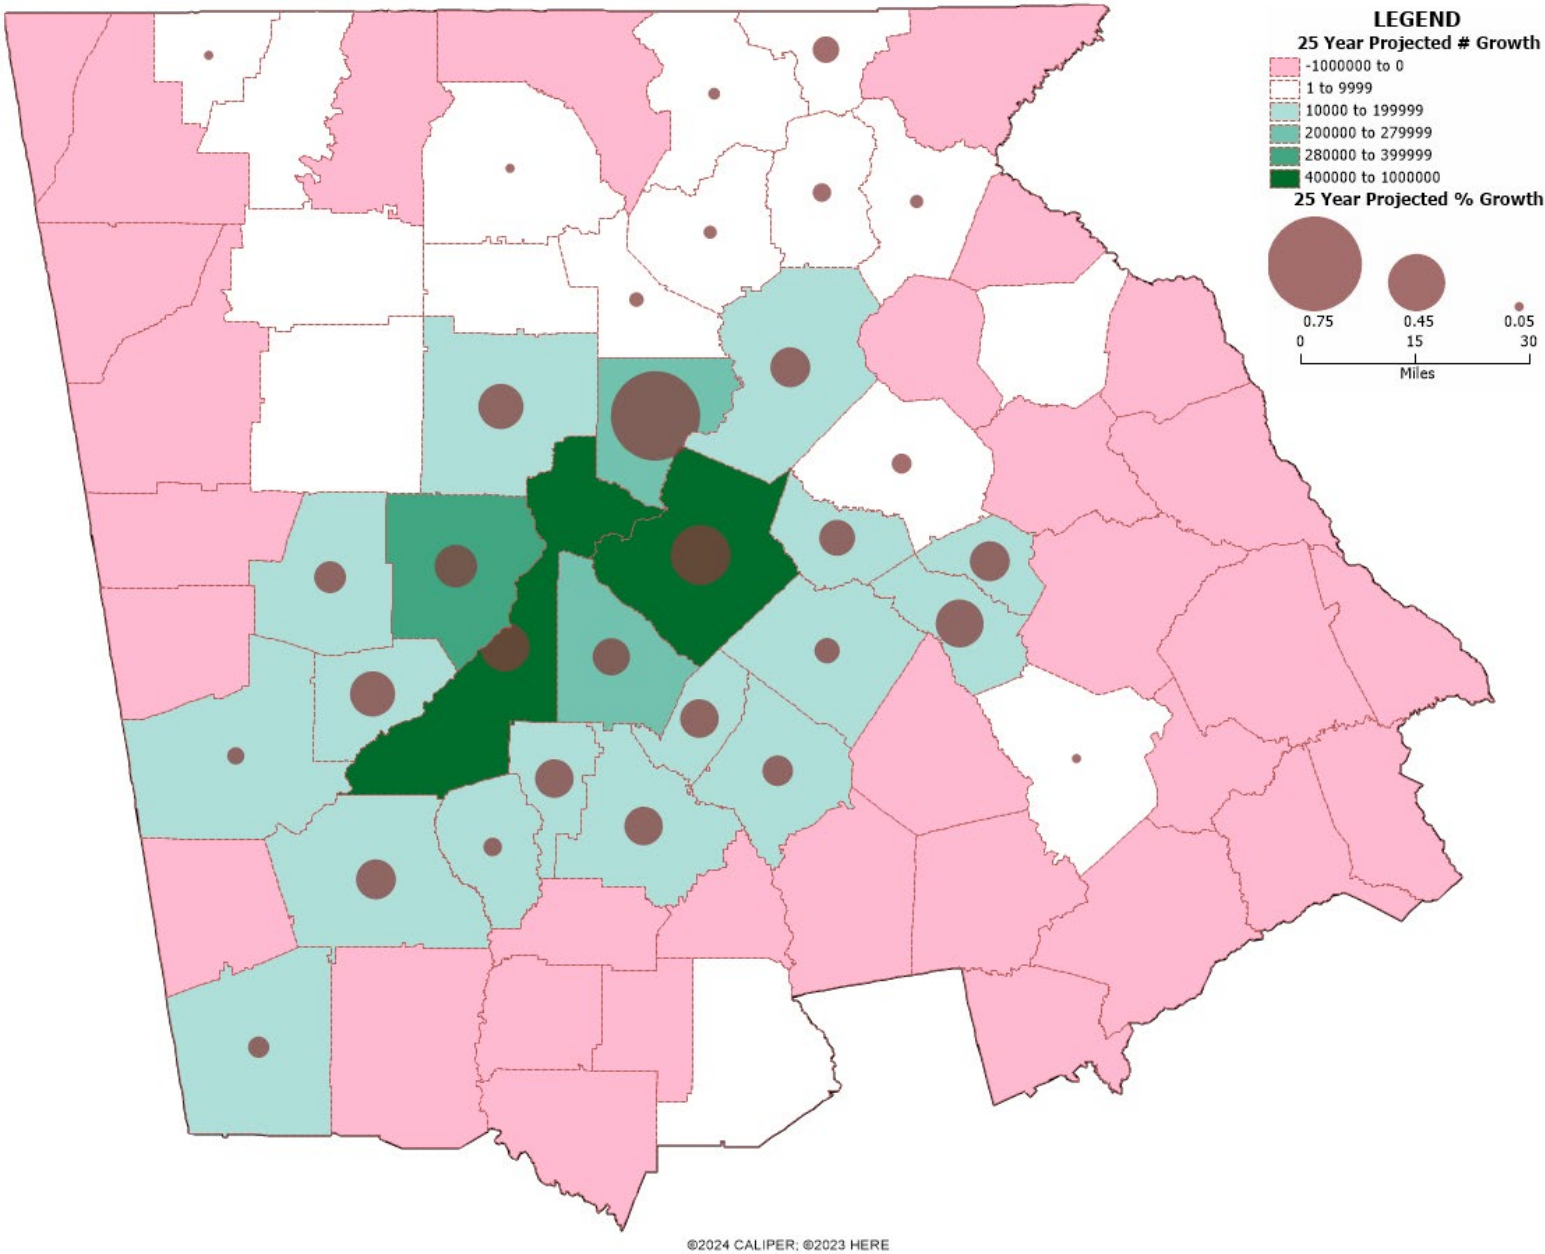 LEGEND
25 Year Projected # Growth
-1000000 to 0
1 to 9999
10000 to 199999
200000 to 279999
280000 to 399999
400000 to 1000000
25 Year Projected % Growth
0.75 0.45 0.05
0 15 30
Miles
©2024 CALIPER; ©2023 HERE